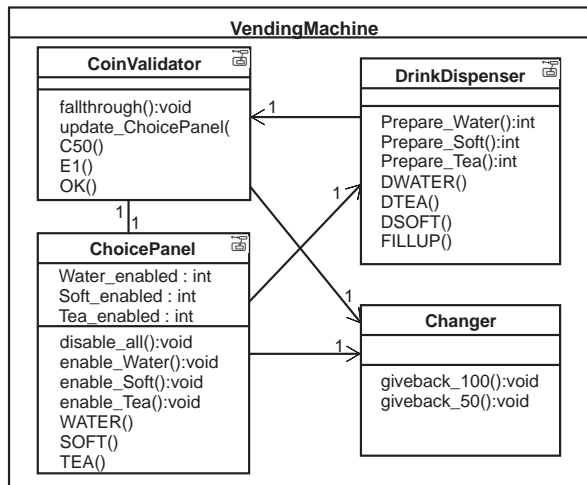 VendingMachine
CoinValidator
fallthrough():void
update_ChoicePanel(
C50()
E1()
OK()
DrinkDispenser
Prepare_Water():int
Prepare_Soft():int
Prepare_Tea():int
DWATER()
DTEA()
DSOFT()
FILLUP()
1
1
1
1
ChoicePanel
Water_enabled : int
Soft_enabled : int
Tea_enabled : int
disable_all():void
enable_Water():void
enable_Soft():void
enable_Tea():void
WATER()
SOFT()
TEA()
1
1
Changer
giveback_100():void
giveback_50():void